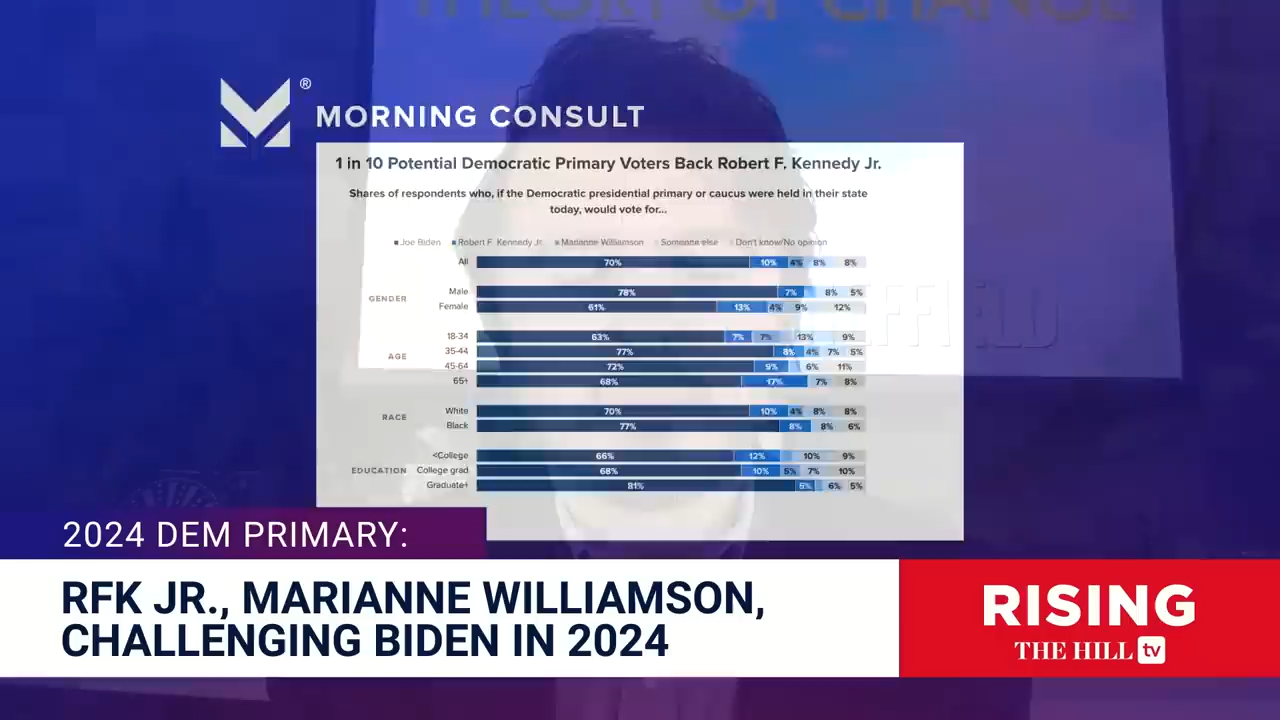 THEORY OF CHANGE
MORNING CONSULT®
1 in 10 Potential Democratic Primary Voters Back Robert F. Kennedy Jr.
Shares of respondents who, if the Democratic presidential primary or caucus were held in their state
today, would vote for...
Joe Biden Robert F. Kennedy Jr. Marianne Williamson Someone else Don't know/No opinion
All 70% 10% 4% 8% 8%
GENDER
Male 78% 7% 8% 5%
Female 61% 13% 4% 9% 12%
AGE
18-34 63% 7% 7% 13% 9%
35-44 77% 8% 4% 7% 5%
45-64 72% 9% 6% 11%
65+ 68% 17% 7% 8%
RACE
White 70% 10% 4% 8% 8%
Black 77% 8% 8% 6%
EDUCATION
<College 66% 12% 10% 9%
College grad 68% 10% 5% 7% 10%
Graduate+ 81% 5% 6% 5%
2024 DEM PRIMARY:
RFK JR., MARIANNE WILLIAMSON,
CHALLENGING BIDEN IN 2024
RISING
THE HILL tv